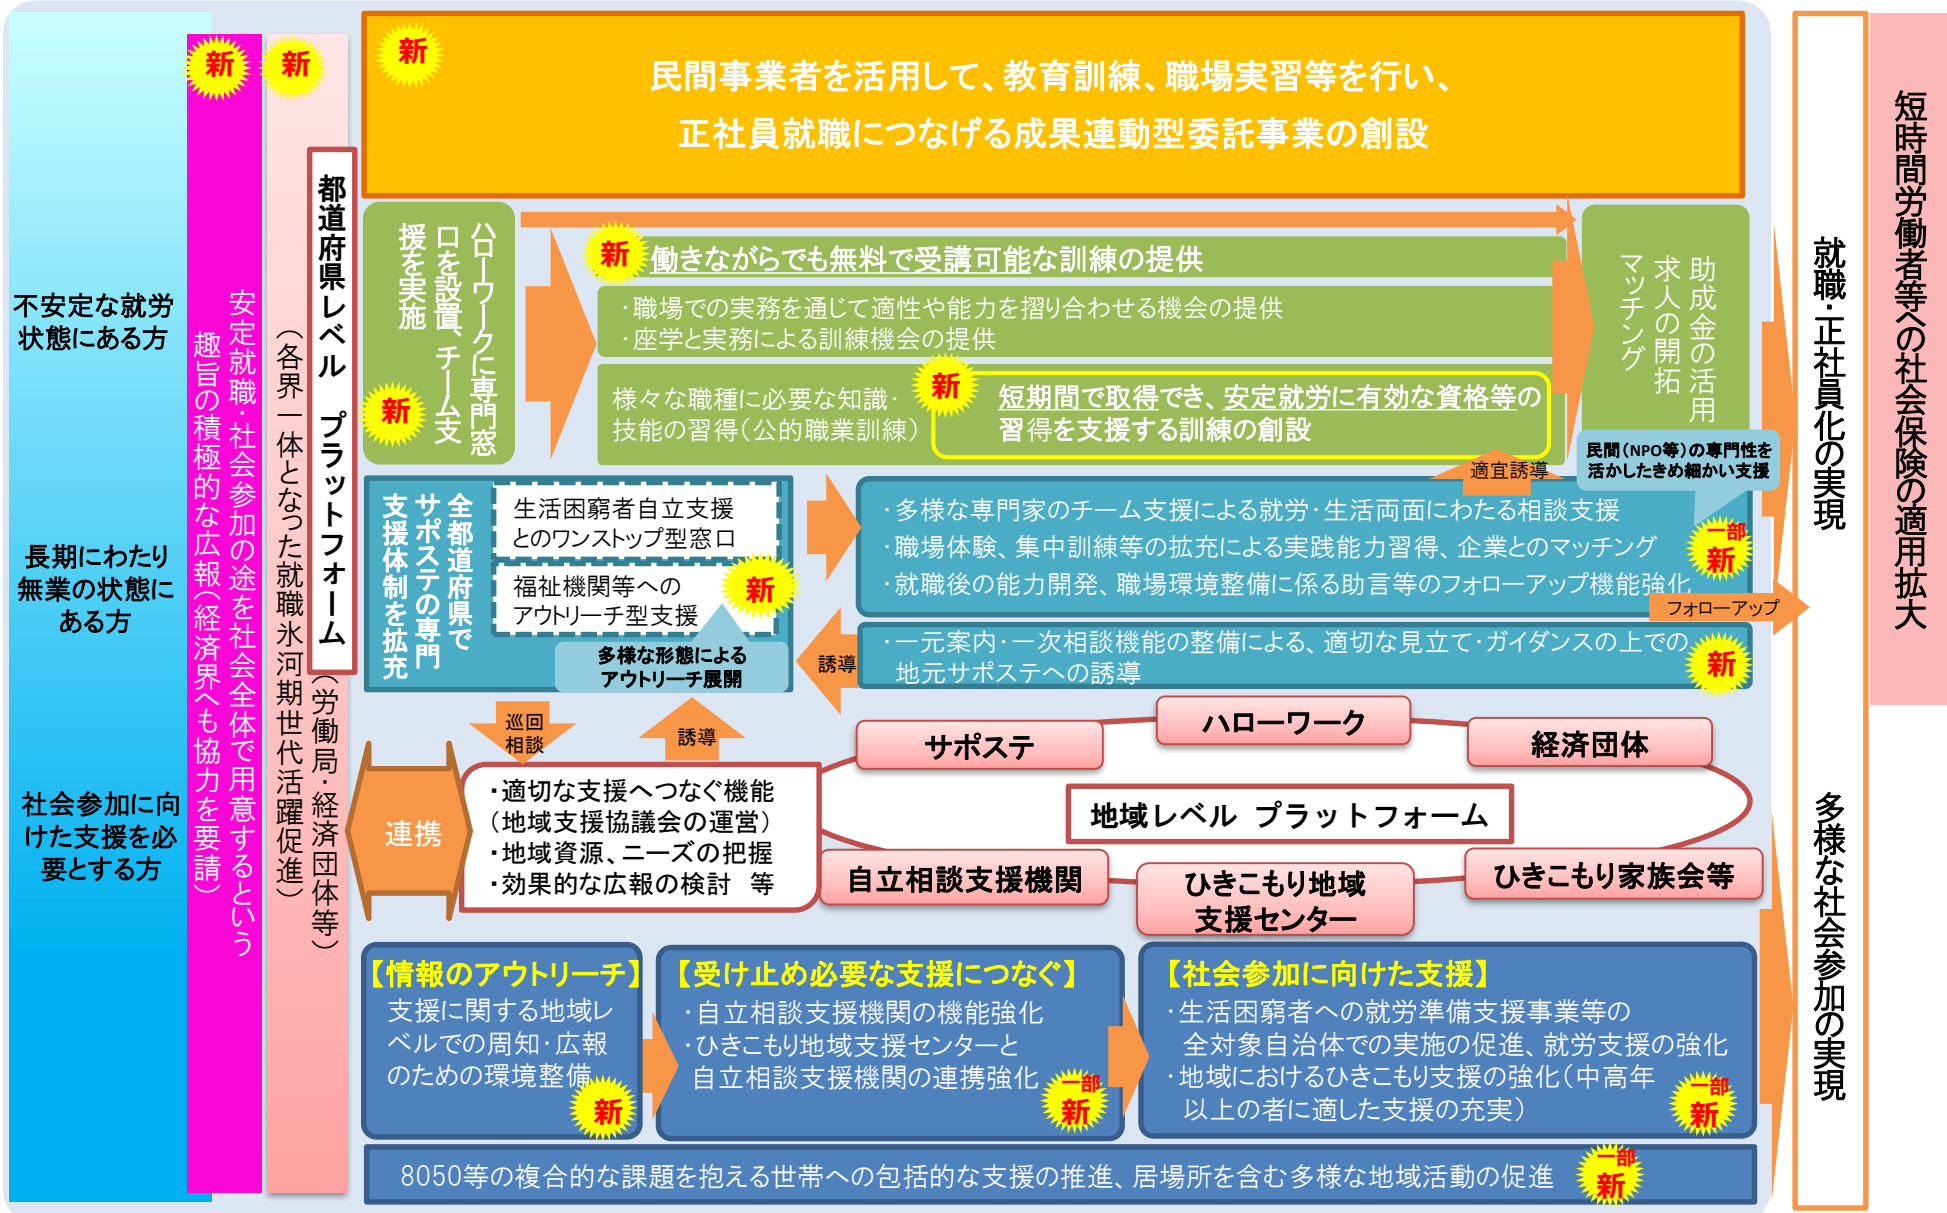 新
新
新
民間事業者を活用して、教育訓練、職場実習等を行い、
正社員就職につなげる成果連動型委託事業の創設
不安定な就労
状態にある方
長期にわたり
無業の状態に
ある方
社会参加に向
けた支援を必
要とする方
安定就職・社会参加の途を社会全体で用意するという
趣旨の積極的な広報（経済界へも協力を要請）
都道府県レベル　プラットフォーム
（労働局・経済団体等）
（各界一体となった就職氷河期世代活躍促進）
ハローワークに専門窓
口を設置、チーム支
援を実施
新
新
働きながらでも無料で受講可能な訓練の提供
・職場での実務を通じて適性や能力を摺り合わせる機会の提供
・座学と実務による訓練機会の提供
様々な職種に必要な知識・
技能の習得（公的職業訓練）
新
短期間で取得でき、安定就労に有効な資格等の
習得を支援する訓練の創設
助成金の活用
求人の開拓
マッチング
民間（NPO等）の専門性を
活かしたきめ細かい支援
適宜誘導
全都道府県で
サポステの専門
支援体制を拡充
生活困窮者自立支援
とのワンストップ型窓口
福祉機関等への
アウトリーチ型支援
新
多様な形態による
アウトリーチ展開
・多様な専門家のチーム支援による就労・生活両面にわたる相談支援
・職場体験、集中訓練等の拡充による実践能力習得、企業とのマッチング
・就職後の能力開発、職場環境整備に係る助言等のフォローアップ機能強化
一部
新
フォローアップ
誘導
・一元案内・一次相談機能の整備による、適切な見立て・ガイダンスの上での
地元サポステへの誘導
新
巡回
相談
誘導
連携
・適切な支援へつなぐ機能
（地域支援協議会の運営）
・地域資源、ニーズの把握
・効果的な広報の検討　等
サポステ
ハローワーク
経済団体
地域レベル　プラットフォーム
自立相談支援機関
ひきこもり地域
支援センター
ひきこもり家族会等
【情報のアウトリーチ】
支援に関する地域レ
ベルでの周知・広報
のための環境整備
新
【受け止め必要な支援につなぐ】
・自立相談支援機関の機能強化
・ひきこもり地域支援センターと
自立相談支援機関の連携強化
一部
新
【社会参加に向けた支援】
・生活困窮者への就労準備支援事業等の
全対象自治体での実施の促進、就労支援の強化
・地域におけるひきこもり支援の強化（中高年
以上の者に適した支援の充実）
一部
新
8050等の複合的な課題を抱える世帯への包括的な支援の推進、居場所を含む多様な地域活動の促進
一部
新
就職・正社員化の実現
多様な社会参加の実現
短時間労働者等への社会保険の適用拡大